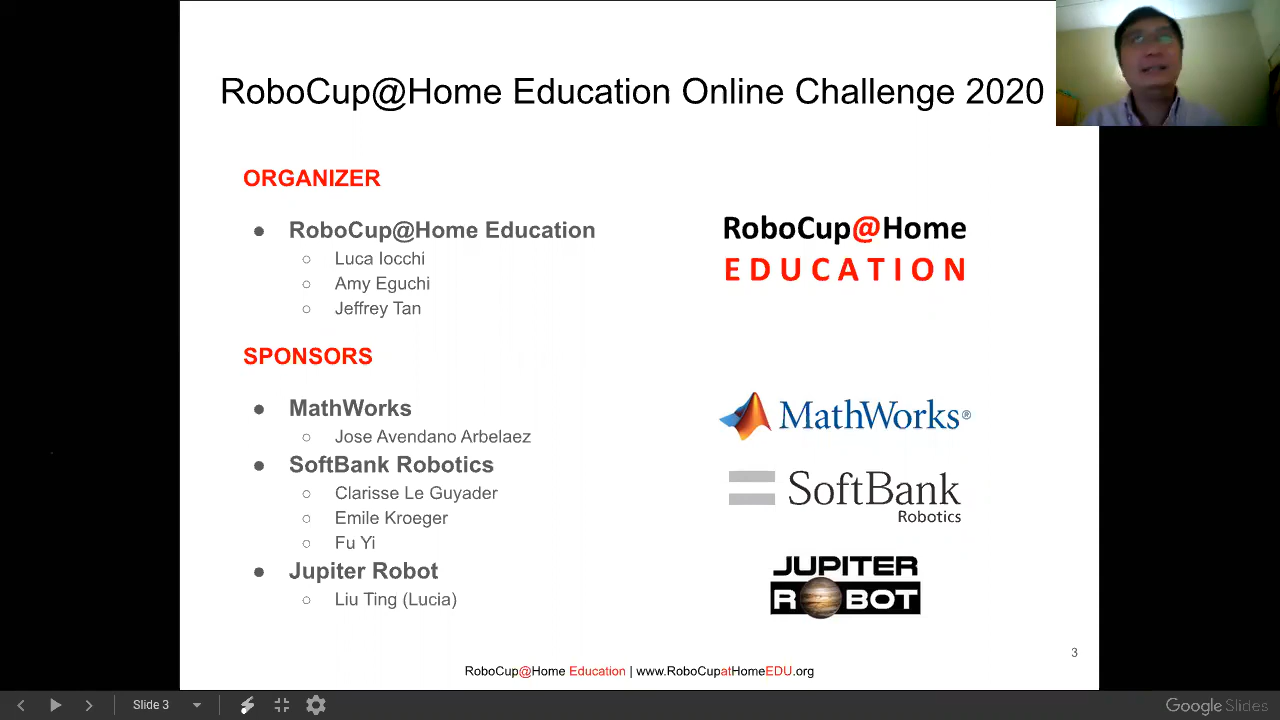 RoboCup@Home Education Online Challenge 2020
ORGANIZER
● RoboCup@Home Education
○ Luca Iocchi
○ Amy Eguchi
○ Jeffrey Tan
RoboCup@Home
EDUCATION
SPONSORS
● MathWorks
○ Jose Avendano Arbelaez
● SoftBank Robotics
○ Clarisse Le Guyader
○ Emile Kroeger
○ Fu Yi
● Jupiter Robot
○ Liu Ting (Lucia)
MathWorks®
SoftBank
Robotics
JUPITER
ROBOT
3
RoboCup@Home Education | www.RoboCupatHomeEDU.org
Slide 3
Google Slides